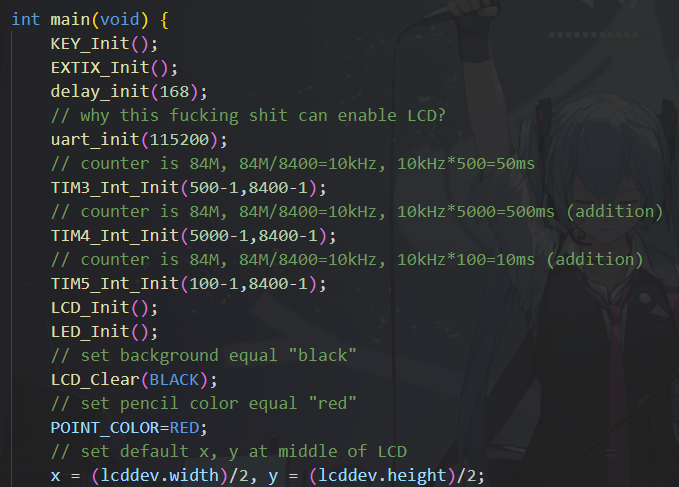 int main(void) {
KEY_Init();
EXTIX_Init();
delay_init(168);
// why this fucking shit can enable LCD?
uart_init(115200);
// counter is 84M, 84M/8400=10kHz, 10kHz*500=50ms
TIM3_Int_Init(500-1,8400-1);
// counter is 84M, 84M/8400=10kHz, 10kHz*5000=500ms (addition)
TIM4_Int_Init(5000-1,8400-1);
// counter is 84M, 84M/8400=10kHz, 10kHz*100=10ms (addition)
TIM5_Int_Init(100-1,8400-1);
LCD_Init();
LED_Init();
// set background equal "black"
LCD_Clear(BLACK);
// set pencil color equal "red"
POINT_COLOR=RED;
// set default x, y at middle of LCD
x = (lcddev.width)/2, y = (lcddev.height)/2;